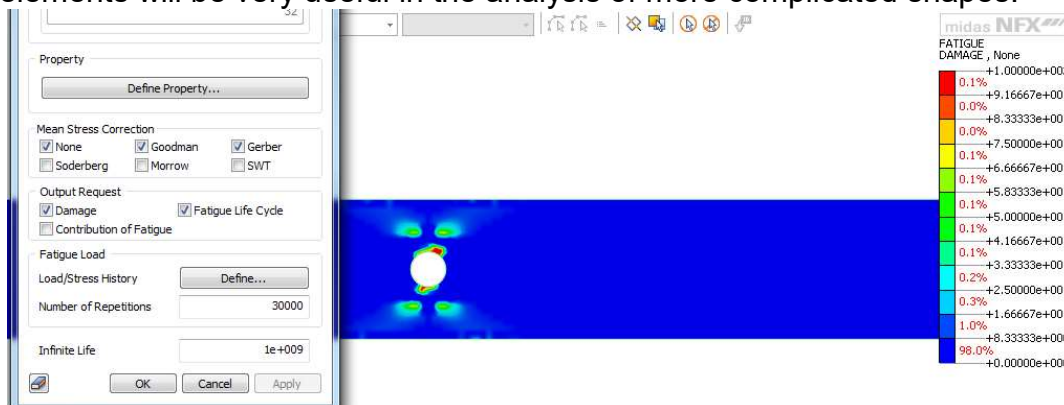 elements will be very useful in the analysis of more complicated shapes.
32
Property
Define Property...
Mean Stress Correction
None Goodman Gerber
Soderberg Morrow SWT
Output Request
Damage Fatigue Life Cycle
Contribution of Fatigue
Fatigue Load
Load/Stress History Define...
Number of Repetitions 30000
Infinite Life 1e+009
OK Cancel Apply
midas NFX
FATIGUE
DAMAGE , None
+1.00000e+00
0.1%
+9.16667e+00
0.0%
+8.33333e+00
0.0%
+7.50000e+00
0.1%
+6.66667e+00
0.1%
+5.83333e+00
0.1%
+5.00000e+00
0.1%
+4.16667e+00
0.1%
+3.33333e+00
0.2%
+2.50000e+00
0.3%
+1.66667e+00
1.0%
+8.33333e+00
98.0%
+0.00000e+00